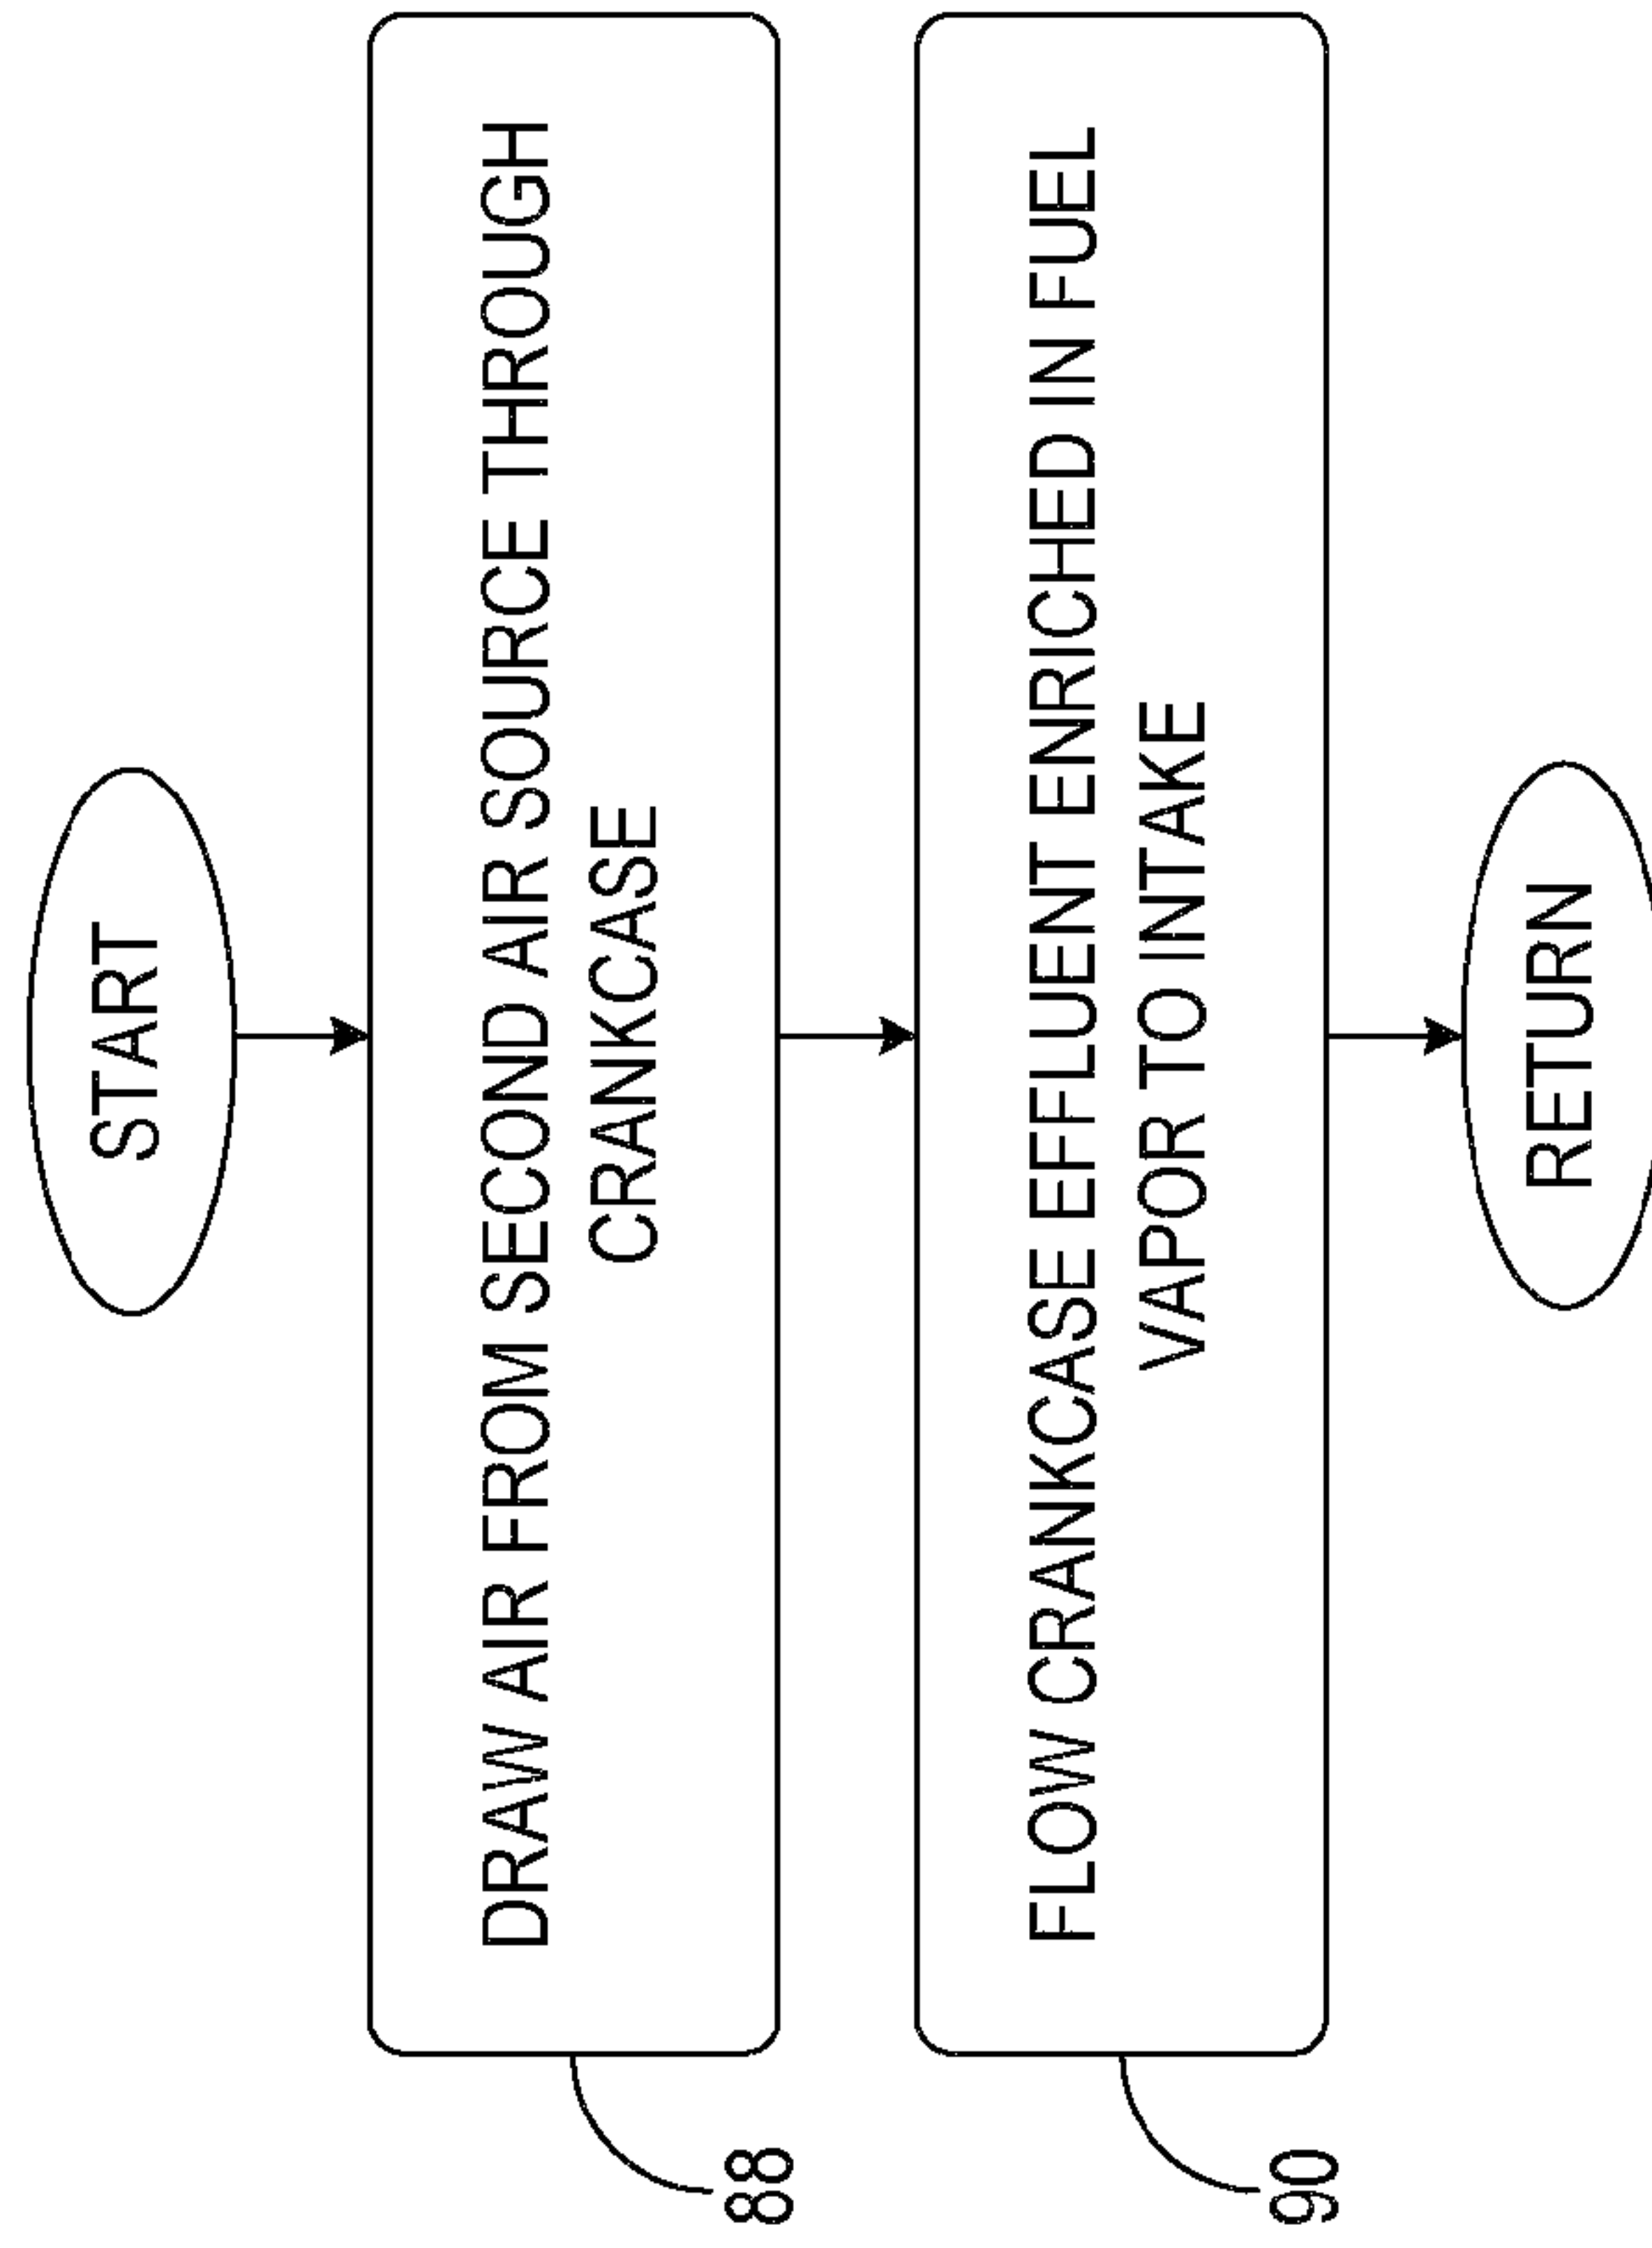 START
DRAW AIR FROM SECOND AIR SOURCE THROUGH
CRANKCASE
88
FLOW CRANKCASE EFFLUENT ENRICHED IN FUEL
VAPOR TO INTAKE
90
RETURN